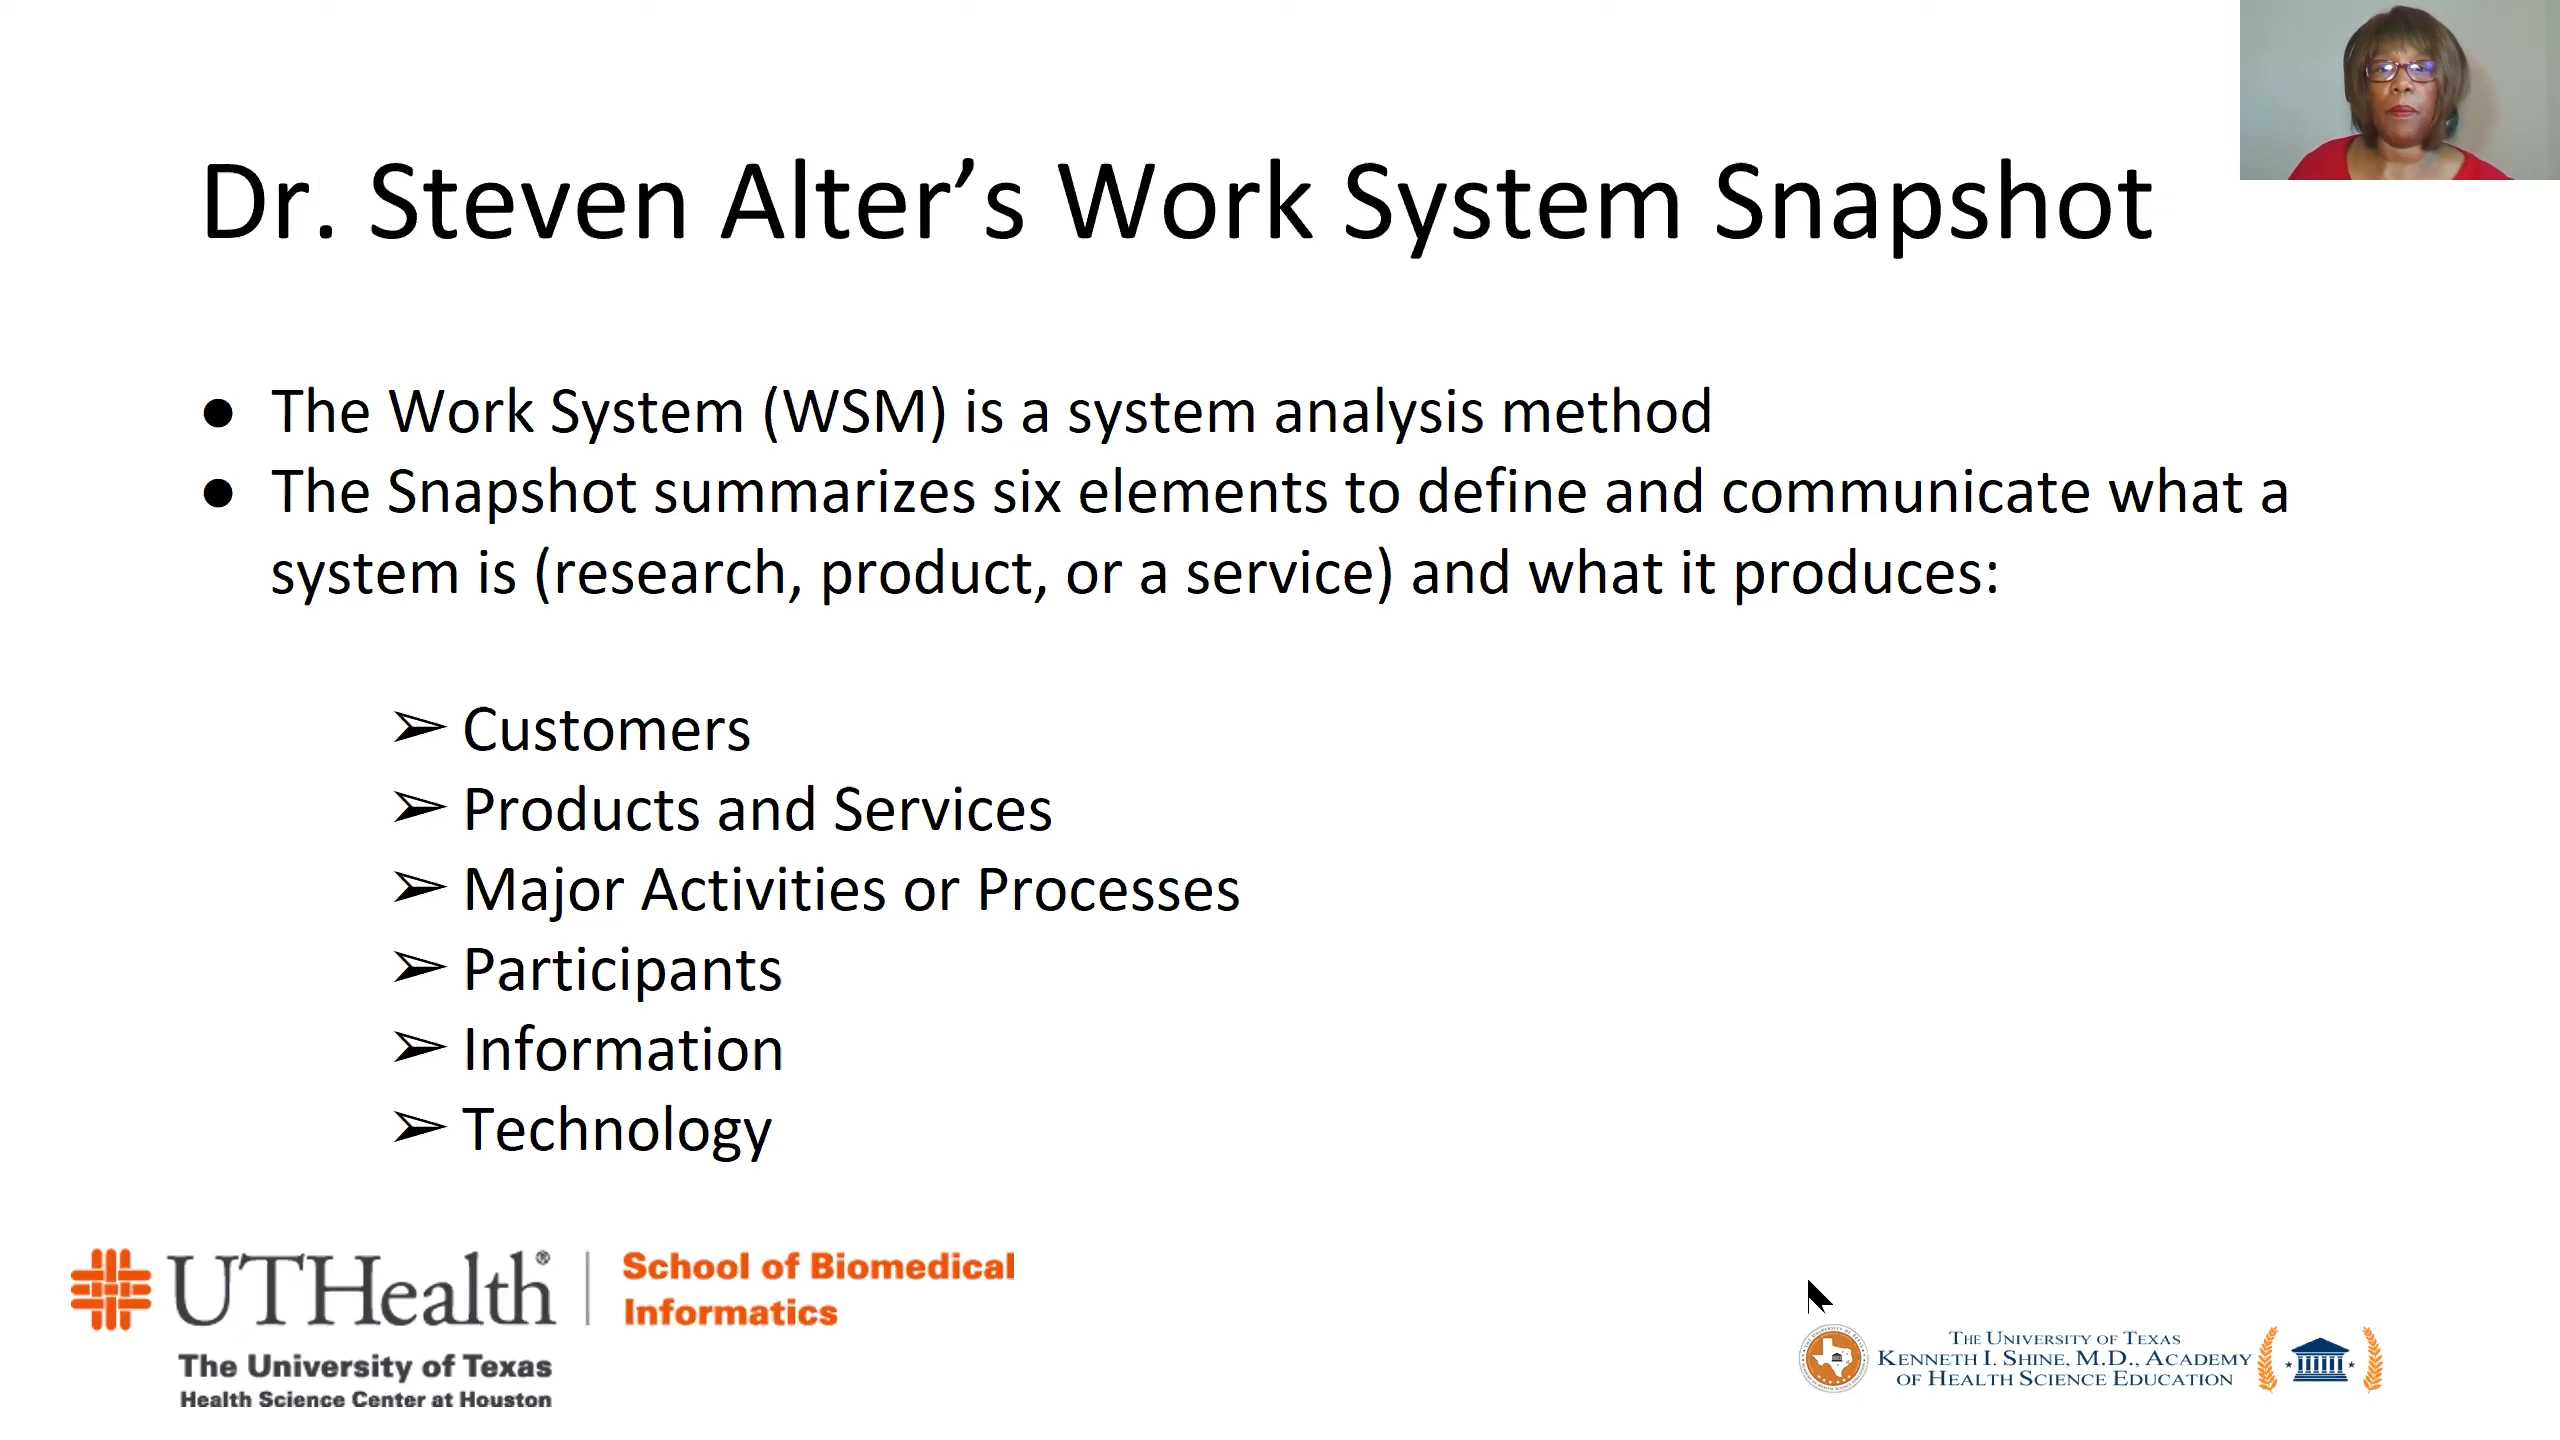 Dr. Steven Alter’s Work System Snapshot
● The Work System (WSM) is a system analysis method
● The Snapshot summarizes six elements to define and communicate what a
system is (research, product, or a service) and what it produces:
➢ Customers
➢ Products and Services
➢ Major Activities or Processes
➢ Participants
➢ Information
➢ Technology
UTHealth®
School of Biomedical
Informatics
The University of Texas
Health Science Center at Houston
THE UNIVERSITY OF TEXAS
KENNETH I. SHINE, M.D., ACADEMY
OF HEALTH SCIENCE EDUCATION